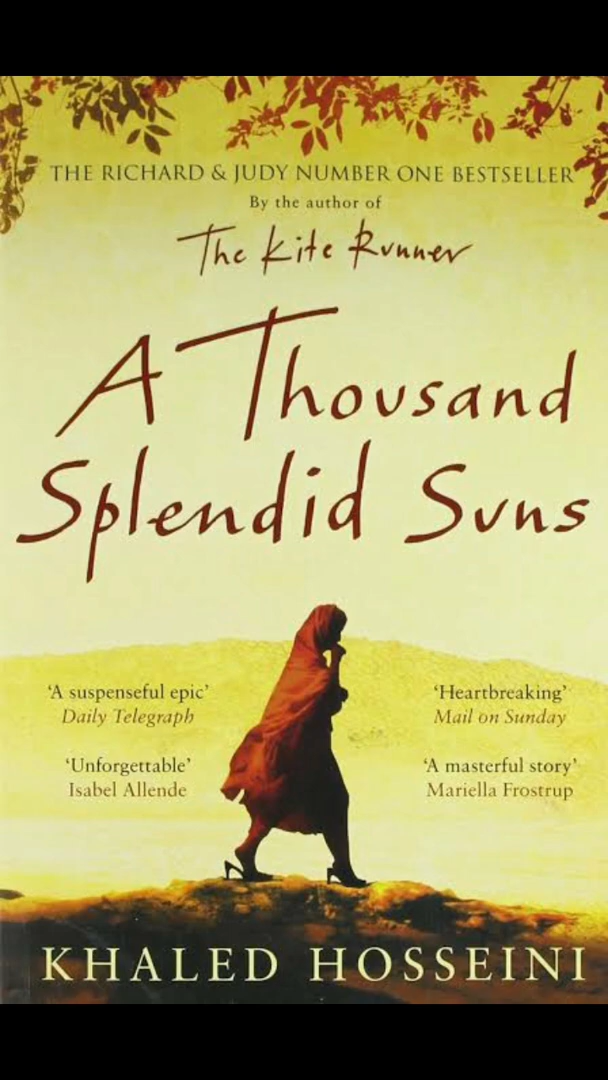 THE RICHARD & JUDY NUMBER ONE BESTSELLER
By the author of
The Kite Runner
A Thousand
Splendid Suns
'A suspenseful epic'
Daily Telegraph
'Heartbreaking'
Mail on Sunday
'Unforgettable'
Isabel Allende
'A masterful story'
Mariella Frostrup
KHALED HOSSEINI